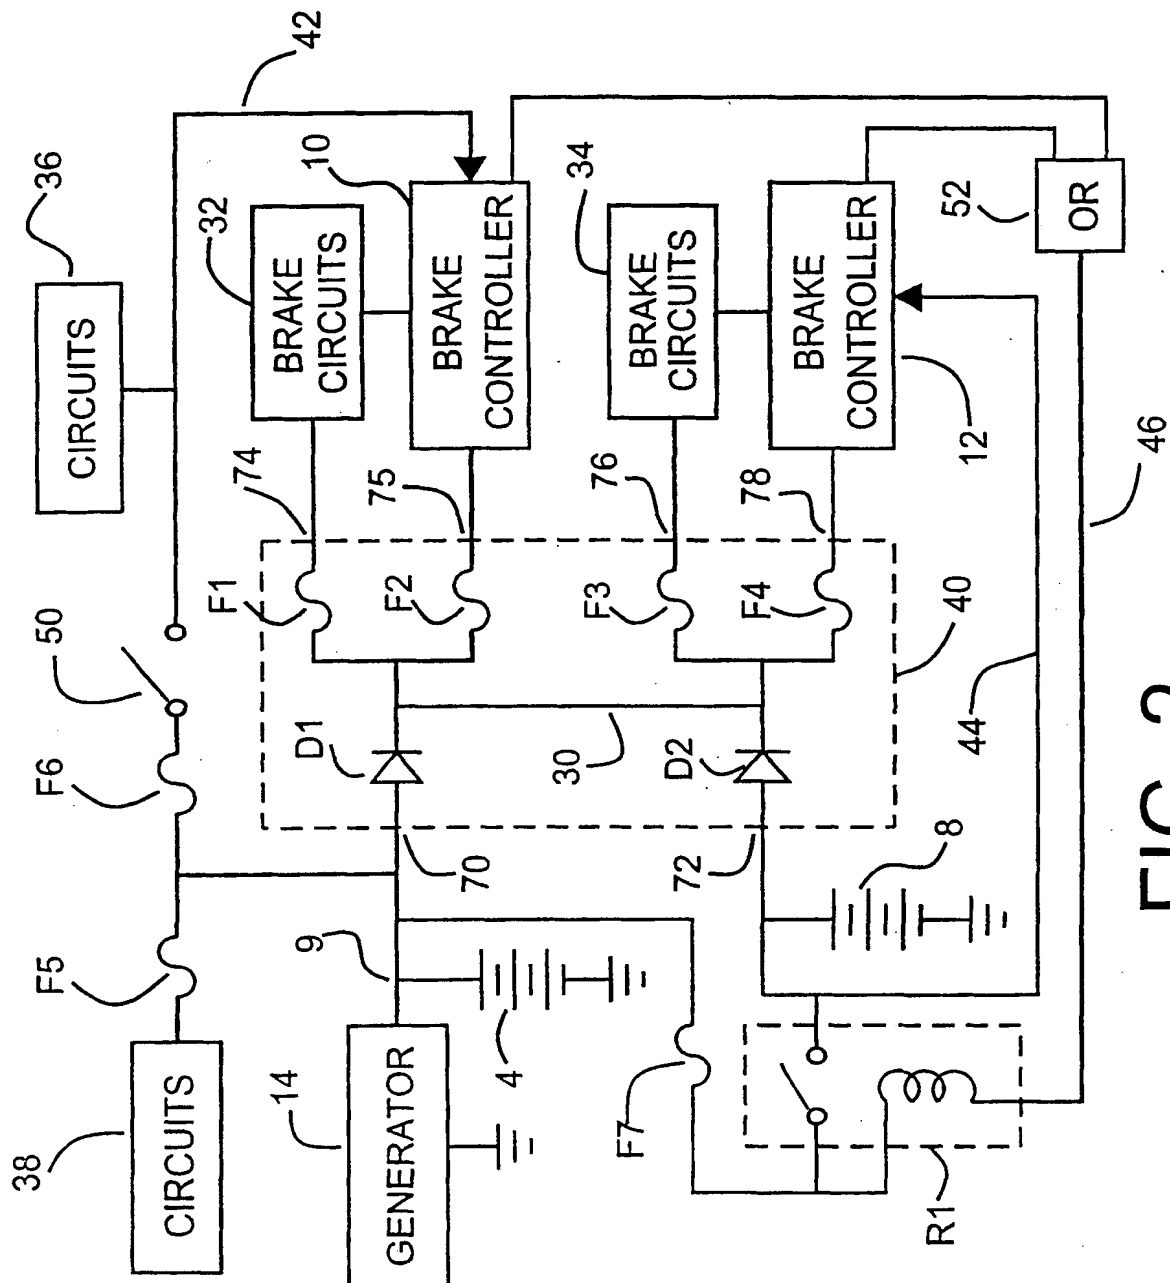 38
F5
F6
50
36
CIRCUITS
CIRCUITS
42
F1
74
32
BRAKE
CIRCUITS
14
9
D1
10
GENERATOR
F2
75
BRAKE
CONTROLLER
4
70
30
F3
76
34
BRAKE
CIRCUITS
F7
72
D2
F4
78
BRAKE
CONTROLLER
R1
8
44
40
12
52
OR
46
FIG